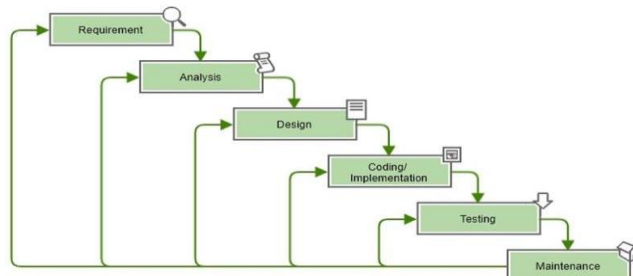 Requirement
Analysis
Design
Coding/
Implementation
Testing
Maintenance